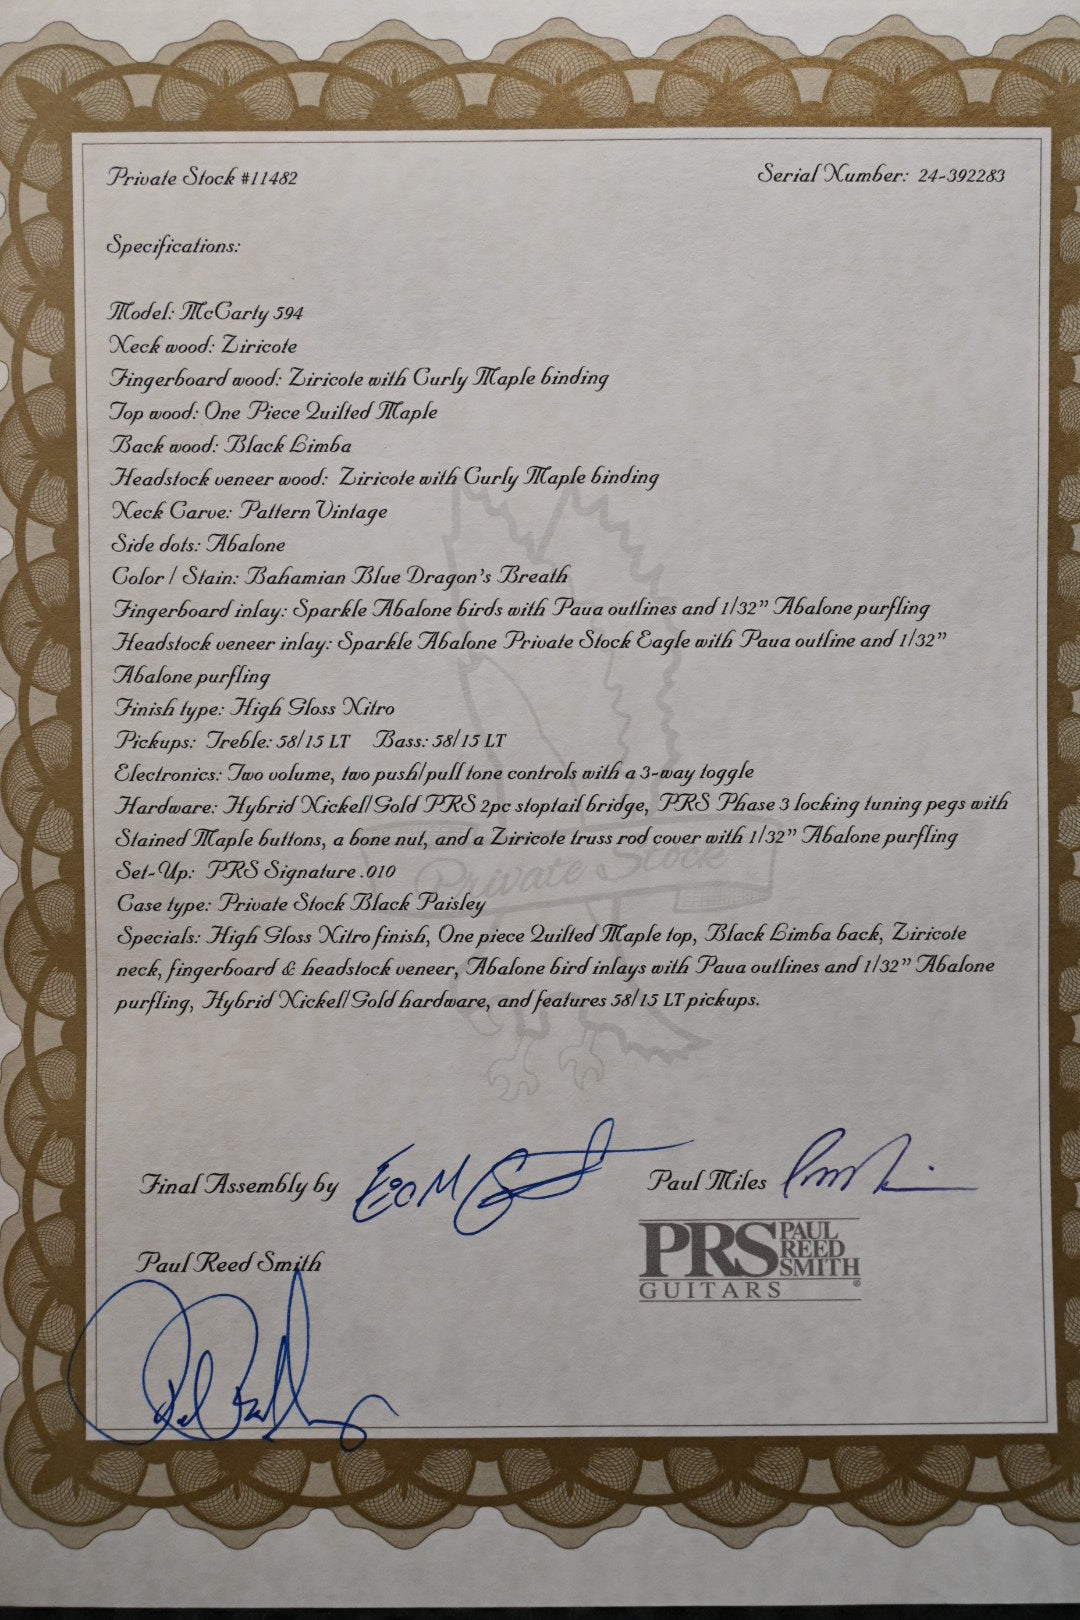 Private Stock #11482
Serial Number: 24-392283
Specifications:
Model: McCarty 594
Neck wood: Ziricote
Fingerboard wood: Ziricote with Curly Maple binding
Top wood: One Piece Quilted Maple
Back wood: Black Limba
Headstock veneer wood: Ziricote with Curly Maple binding
Neck Carve: Pattern Vintage
Side dots: Abalone
Color / Stain: Bahamian Blue Dragon's Breath
Fingerboard inlay: Sparkle Abalone birds with Paua outlines and 1/32" Abalone purfling
Headstock veneer inlay: Sparkle Abalone Private Stock Eagle with Paua outline and 1/32"
Abalone purfling
Finish type: High Gloss Nitro
Pickups: Treble: 58/15 LT Bass: 58/15 LT
Electronics: Two volume, two push/pull tone controls with a 3-way toggle
Hardware: Hybrid Nickel/Gold PRS 2pc stoptail bridge, PRS Phase 3 locking tuning pegs with
Stained Maple buttons, a bone nut, and a Ziricote truss rod cover with 1/32" Abalone purfling
Private Stock
Set-Up: PRS Signature .010
Case type: Private Stock Black Paisley
Specials: High Gloss Nitro finish, One piece Quilted Maple top, Black Limba back, Ziricote
neck, fingerboard & headstock veneer, Abalone bird inlays with Paua outlines and 1/32" Abalone
purfling, Hybrid Nickel/Gold hardware, and features 58/15 LT pickups.
Final Assembly by
Paul Miles
Paul Reed Smith
PRS PAUL REED SMITH
GUITARS ®